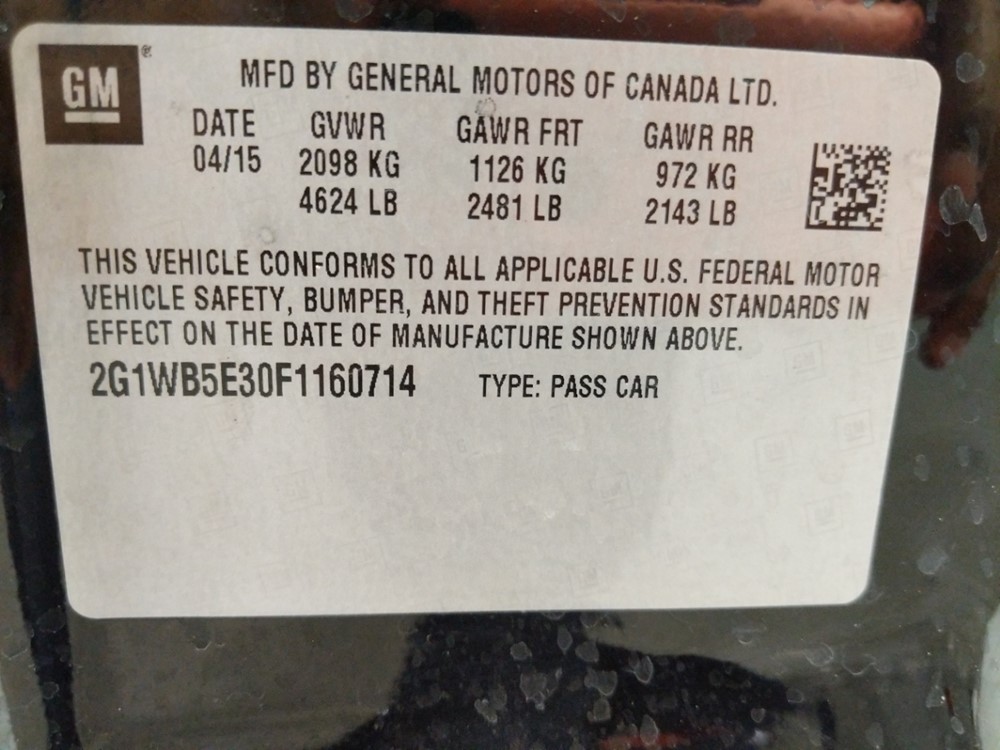 GM ®
MFD BY GENERAL MOTORS OF CANADA LTD.
DATE GVWR GAWR FRT GAWR RR
04/15 2098 KG 1126 KG 972 KG
4624 LB 2481 LB 2143 LB
THIS VEHICLE CONFORMS TO ALL APPLICABLE U.S. FEDERAL MOTOR
VEHICLE SAFETY, BUMPER, AND THEFT PREVENTION STANDARDS IN
EFFECT ON THE DATE OF MANUFACTURE SHOWN ABOVE.
2G1WB5E30F1160714 TYPE: PASS CAR